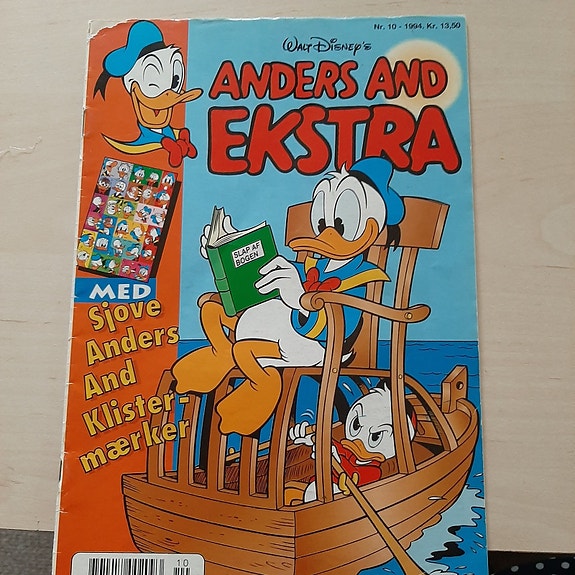 Nr. 10 - 1994, Kr. 13,50
WALT DISNEY'S
ANDERS AND
EKSTRA
SLAP AF
BOGEN
MED
Sjove
Anders
And
Klister-
mærker
10